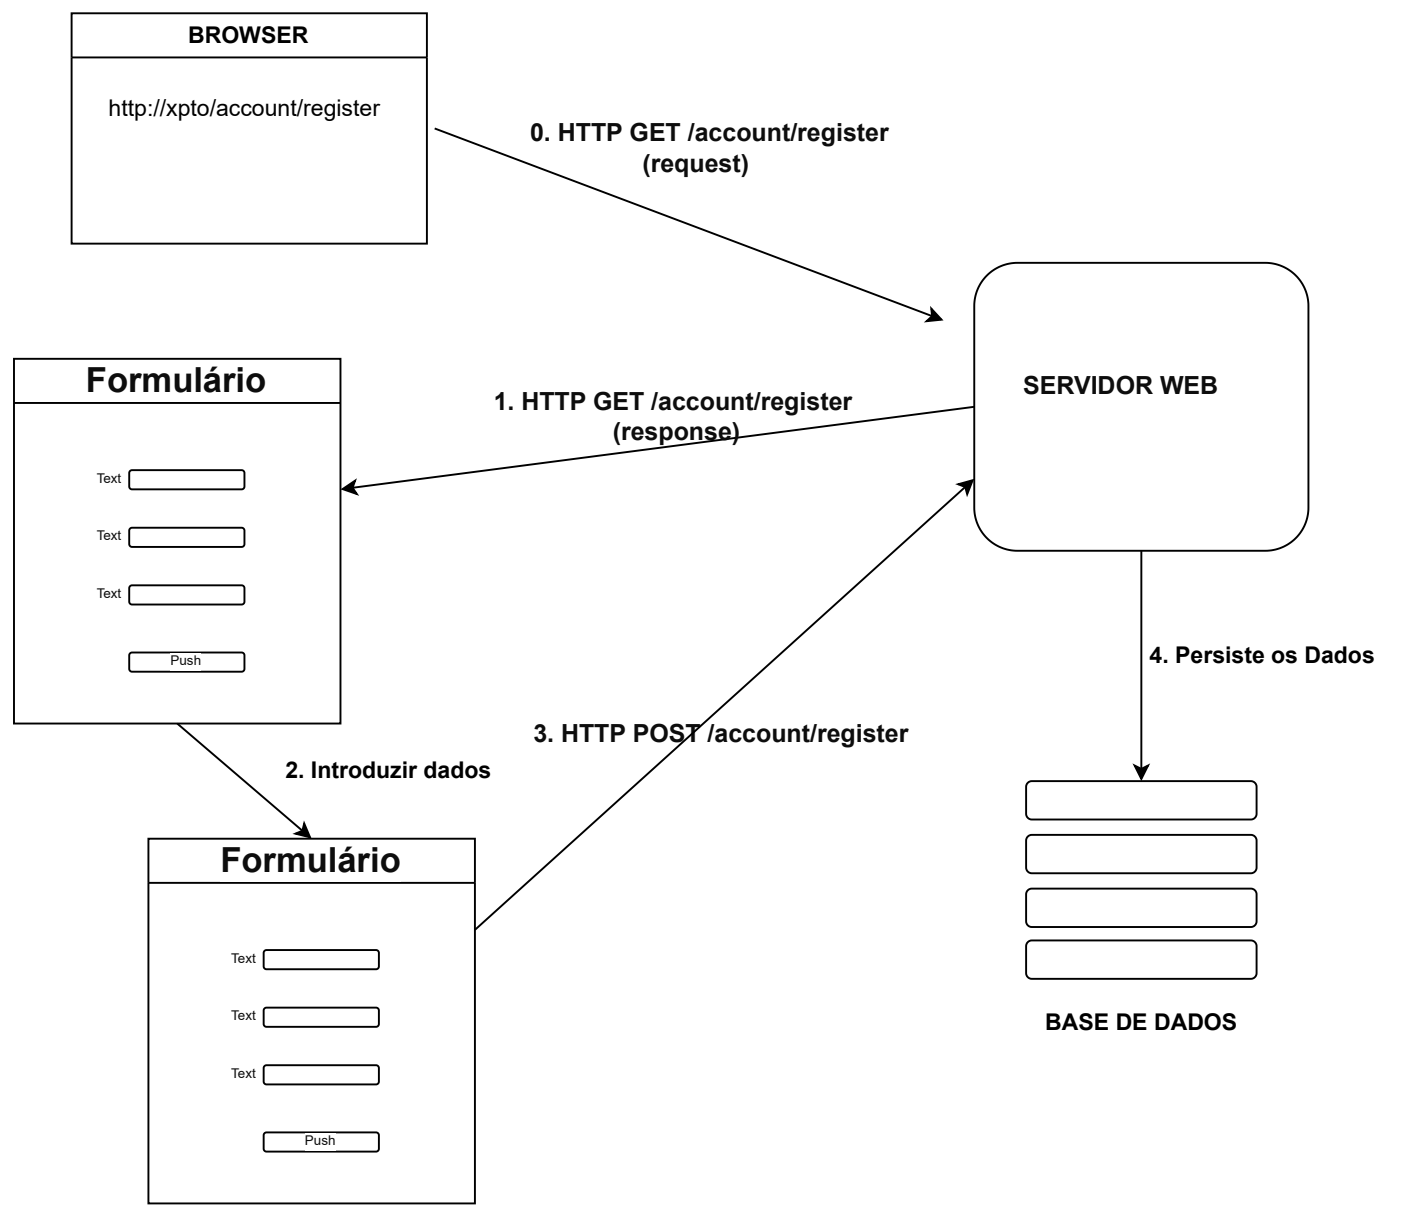 BROWSER
http://xpto/account/register
0. HTTP GET /account/register
(request)
SERVIDOR WEB
Formulário
1. HTTP GET /account/register
(response)
Text
Text
Text
Push
4. Persiste os Dados
3. HTTP POST /account/register
2. Introduzir dados
Formulário
Text
Text
Text
Push
BASE DE DADOS